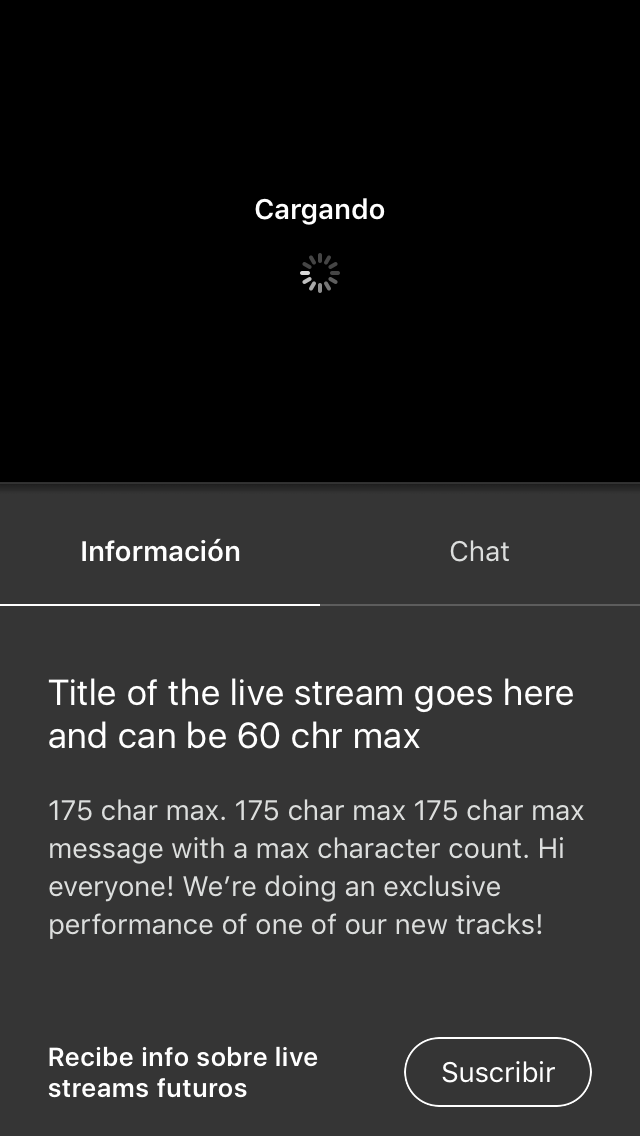 Cargando
Información
Chat
Title of the live stream goes here
and can be 60 chr max
175 char max. 175 char max 175 char max
message with a max character count. Hi
everyone! We’re doing an exclusive
performance of one of our new tracks!
Recibe info sobre live
streams futuros
Suscribir